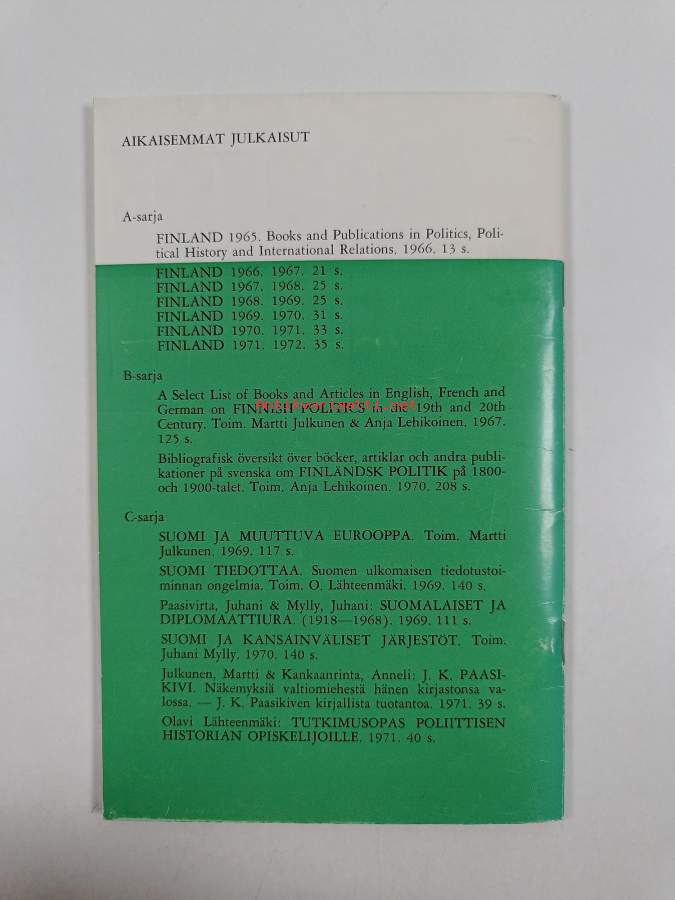 AIKAISEMMAT JULKAISUT
A-sarja
FINLAND 1965. Books and Publications in Politics, Poli-
tical History and International Relations. 1966. 13 s.
FINLAND 1966. 1967. 21 s.
FINLAND 1967. 1968. 25 s.
FINLAND 1968. 1969. 25 s.
FINLAND 1969. 1970. 31 s.
FINLAND 1970. 1971. 33 s.
FINLAND 1971. 1972. 35 s.
B-sarja
A Select List of Books and Articles in English, French and
German on FINNISH POLITICS in the 19th and 20th
Antikvariaatti.net
Century. Toim. Martti Julkunen & Anja Lehikoinen. 1967.
125 s.
Bibliografisk översikt över böcker, artiklar och andra publi-
kationer på svenska om FINLÄNDSK POLITIK på 1800-
och 1900-talet. Toim. Anja Lehikoinen. 1970. 208 s.
C-sarja
SUOMI JA MUUTTUVA EUROOPPA. Toim. Martti
Julkunen. 1969. 117 s.
SUOMI TIEDOTTAA. Suomen ulkomaisen tiedotustoi-
minnan ongelmia. Toim. O. Lähteenmäki. 1969. 140 s.
Paasivirta, Juhani & Mylly, Juhani: SUOMALAISET JA
DIPLOMAATTIURA. (1918—1968). 1969. 111 s.
SUOMI JA KANSAINVÄLISET JÄRJESTÖT. Toim.
Juhani Mylly. 1970. 140 s.
Julkunen, Martti & Kankaanrinta, Anneli: J. K. PAASI-
KIVI. Näkemyksiä valtiomiehestä hänen kirjastonsa va-
lossa. — J. K. Paasikiven kirjallista tuotantoa. 1971. 39 s.
Olavi Lähteenmäki: TUTKIMUSOPAS POLIITTISEN
HISTORIAN OPISKELIJOILLE. 1971. 40 s.